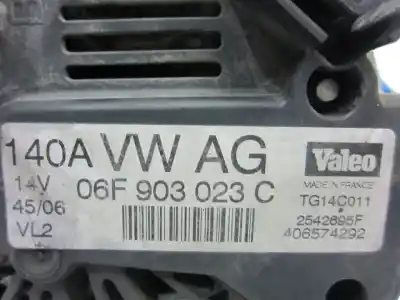 140A VW AG
14V 06F 903 023 C
45/06
VL2
Valeo
MADE IN FRANCE
TG14C011
2542695F
406574292